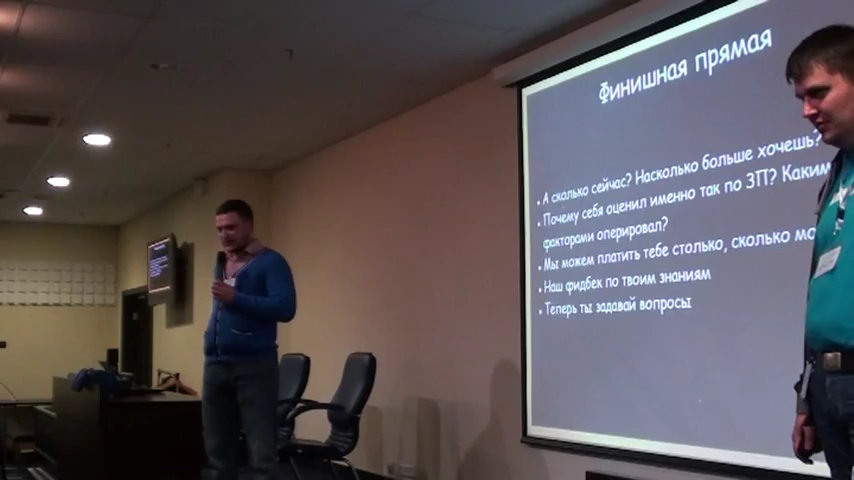 Финишная прямая
А сколько сейчас? Насколько больше хочешь?
Почему себя оценил именно так по ЗП?
факторами оперировал?
Мы можем платить тебе столько, сколько
Наш фидбек по твоим знаниям
Теперь ты задавай вопросы